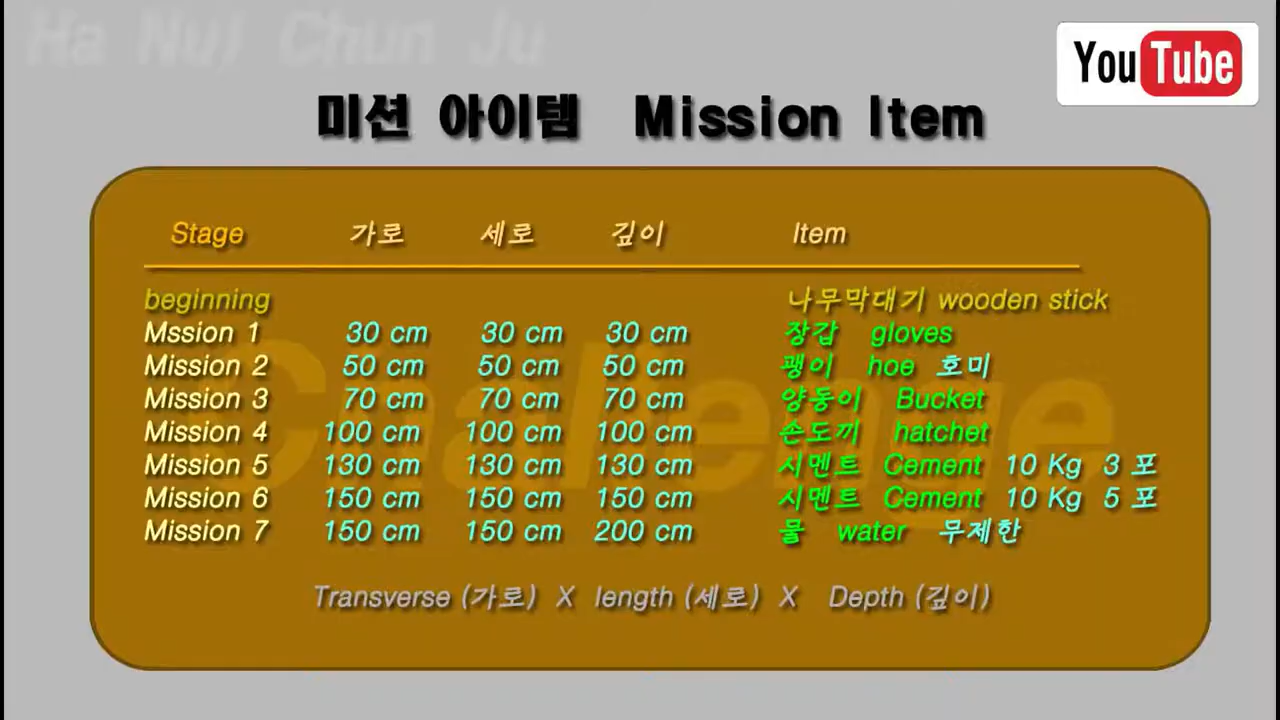 Ha Nui Chun Ju
YouTube
미션 아이템 Mission Item
Stage 가로 세로 깊이 Item
beginning 나무막대기 wooden stick
Mssion 1 30 cm 30 cm 30 cm 장갑 gloves
Mission 2 50 cm 50 cm 50 cm 괭이 hoe 호미
Mission 3 70 cm 70 cm 70 cm 양동이 Bucket
Mission 4 100 cm 100 cm 100 cm 손도끼 hatchet
Mission 5 130 cm 130 cm 130 cm 시멘트 Cement 10 Kg 3 포
Mission 6 150 cm 150 cm 150 cm 시멘트 Cement 10 Kg 5 포
Mission 7 150 cm 150 cm 200 cm 물 water 무제한
Challenge
Transverse (가로) X length (세로) X Depth (깊이)